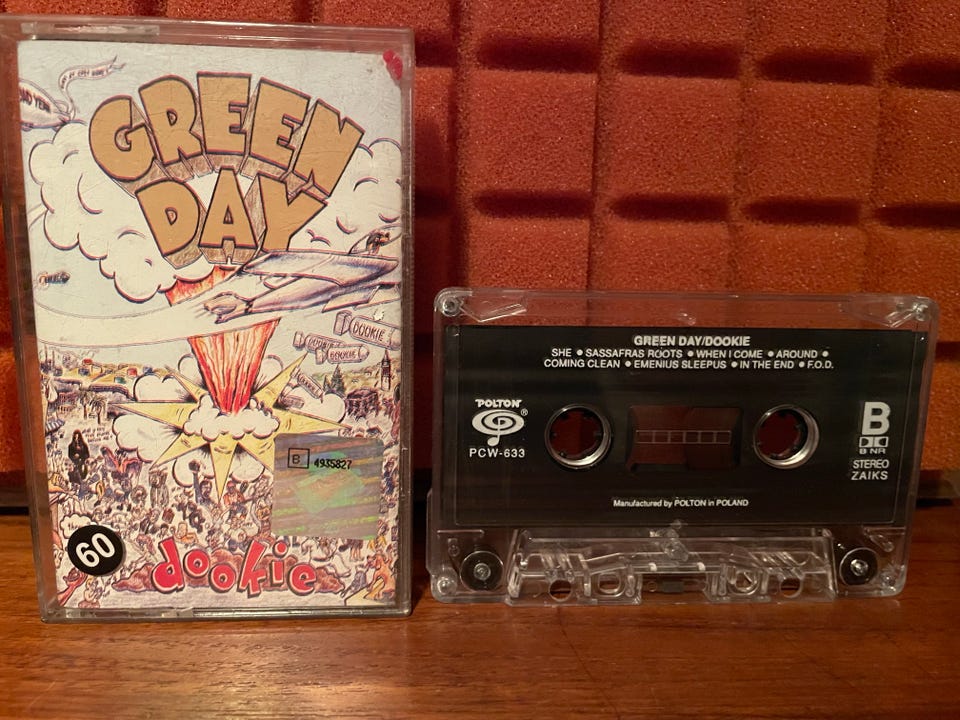 GREEN
DAY
DOOKIE
DOOKIE
B 4935827
60
dookie
GREEN DAY/DOOKIE
SHE • SASSAFRAS ROOTS • WHEN I COME • AROUND •
COMING CLEAN • EMENIUS SLEEPUS • IN THE END • F.O.D.
POLTON
®
PCW-633
B
B NR
STEREO
ZAIKS
Manufactured by POLTON in POLAND